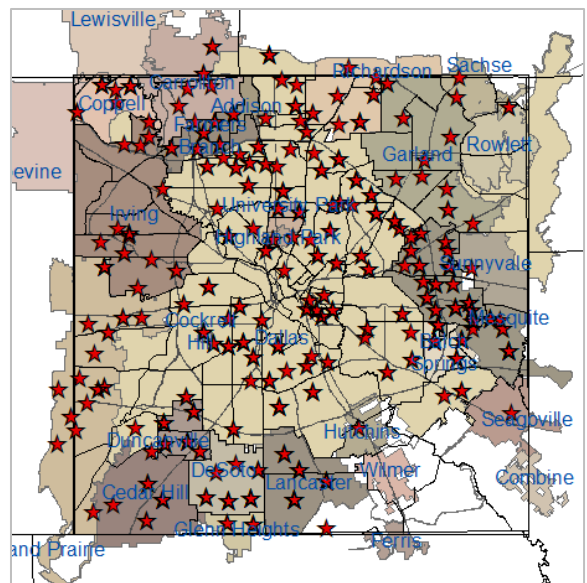 Lewisville
Richardson
Sachse
Carrollton
Coppell
Addison
Farmers
Branch
Garland
Rowlett
evine
University Park
Irving
Highland Park
Sunnyvale
Cockrell
Hill
Dallas
Mesquite
Balch
Springs
Seagoville
Hutchins
Duncanville
DeSoto
Wilmer
Combine
Cedar Hill
Lancaster
Glenn Heights
Ferris
and Prairie